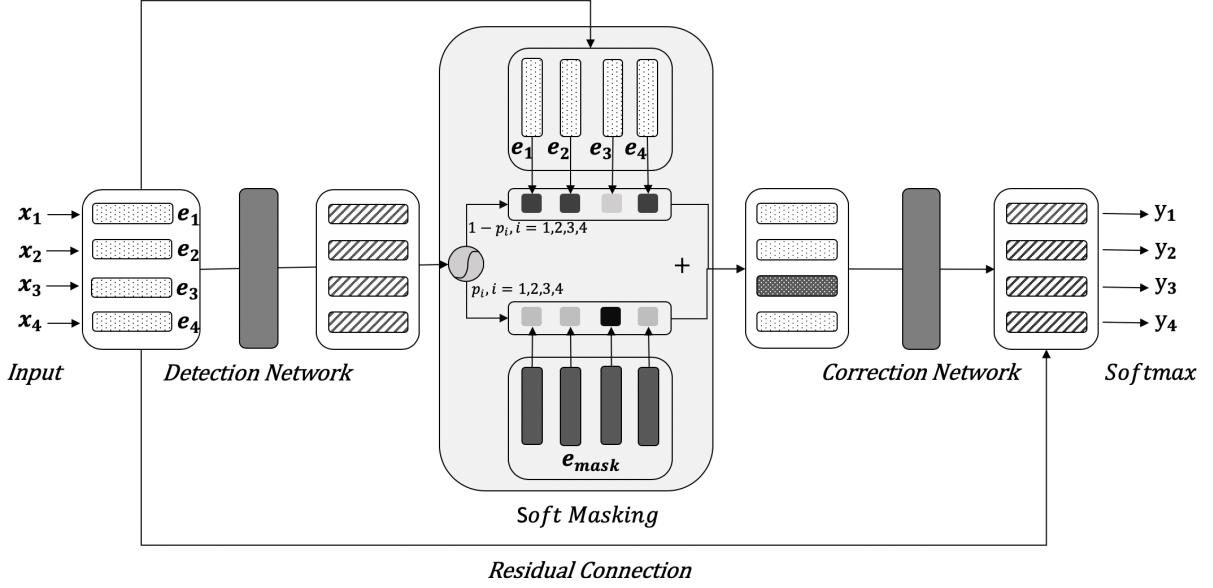 e₁ e₂ e₃ e₄
x₁ e₁ y₁
x₂ e₂ y₂
x₃ e₃ y₃
x₄ e₄ y₄
1 − pᵢ, i = 1,2,3,4
+
pᵢ, i = 1,2,3,4
Input Detection Network Correction Network Softmax
e_mask
Soft Masking
Residual Connection